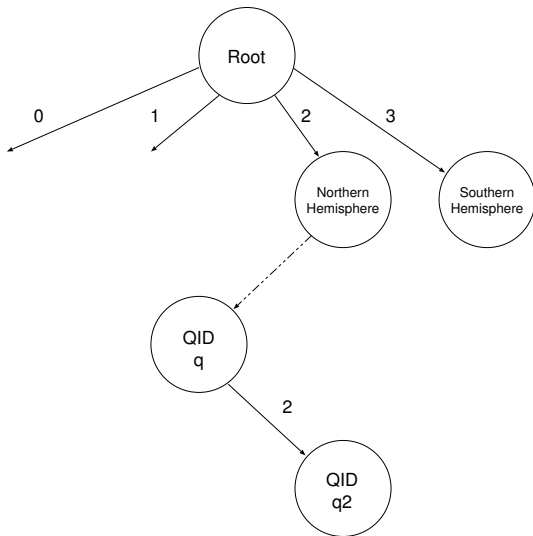 Root
0
1
2
3
Northern
Hemisphere
Southern
Hemisphere
QID
q
2
QID
q2